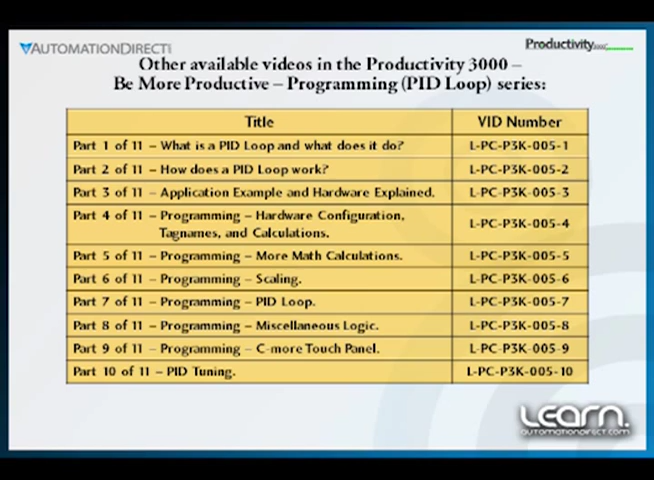 AUTOMATIONDIRECT
Productivity3000
Other available videos in the Productivity 3000 –
Be More Productive – Programming (PID Loop) series:
Title VID Number
Part 1 of 11 – What is a PID Loop and what does it do? L-PC-P3K-005-1
Part 2 of 11 – How does a PID Loop work? L-PC-P3K-005-2
Part 3 of 11 – Application Example and Hardware Explained. L-PC-P3K-005-3
Part 4 of 11 – Programming – Hardware Configuration,
Tagnames, and Calculations. L-PC-P3K-005-4
Part 5 of 11 – Programming – More Math Calculations. L-PC-P3K-005-5
Part 6 of 11 – Programming – Scaling. L-PC-P3K-005-6
Part 7 of 11 – Programming – PID Loop. L-PC-P3K-005-7
Part 8 of 11 – Programming – Miscellaneous Logic. L-PC-P3K-005-8
Part 9 of 11 – Programming – C-more Touch Panel. L-PC-P3K-005-9
Part 10 of 11 – PID Tuning. L-PC-P3K-005-10
LEARN.
AUTOMATIONDIRECT.COM